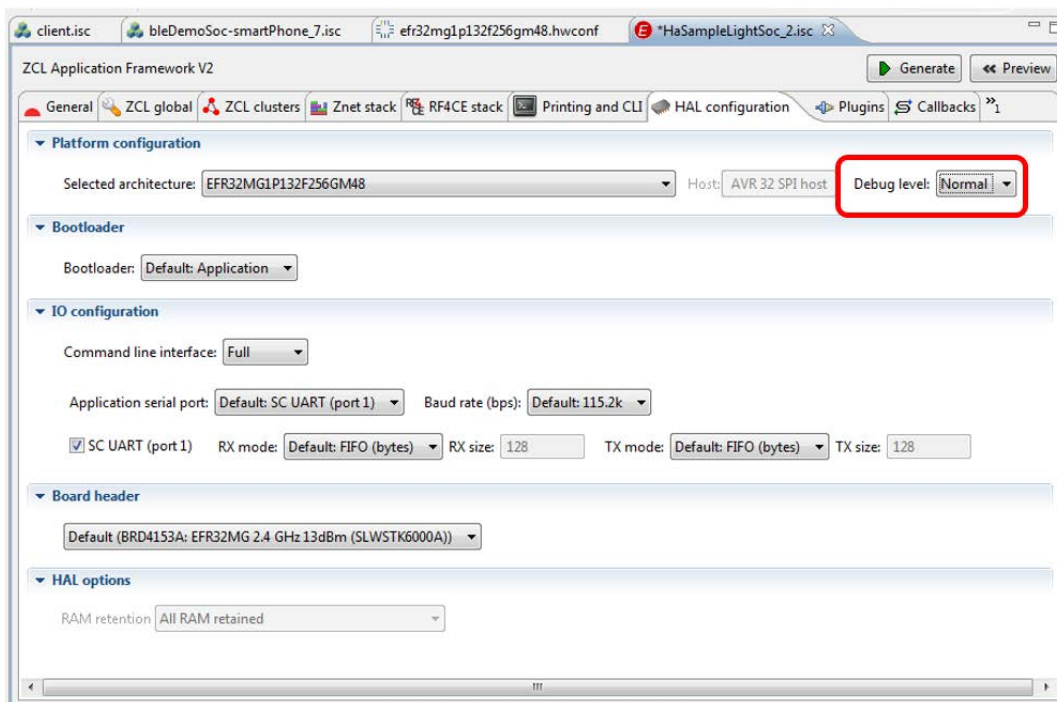 client.isc bleDemoSoc-smartPhone_7.isc efr32mg1p132f256gm48.hwconf *HaSampleLightSoc_2.isc
ZCL Application Framework V2 Generate Preview
General ZCL global ZCL clusters Znet stack RF4CE stack Printing and CLI HAL configuration Plugins Callbacks »1
Platform configuration
Selected architecture: EFR32MG1P132F256GM48 Host: AVR 32 SPI host Debug level: Normal
Bootloader
Bootloader: Default: Application
IO configuration
Command line interface: Full
Application serial port: Default: SC UART (port 1) Baud rate (bps): Default: 115.2k
SC UART (port 1) RX mode: Default: FIFO (bytes) RX size: 128 TX mode: Default: FIFO (bytes) TX size: 128
Board header
Default (BRD4153A: EFR32MG 2.4 GHz 13dBm (SLWSTK6000A))
HAL options
RAM retention All RAM retained